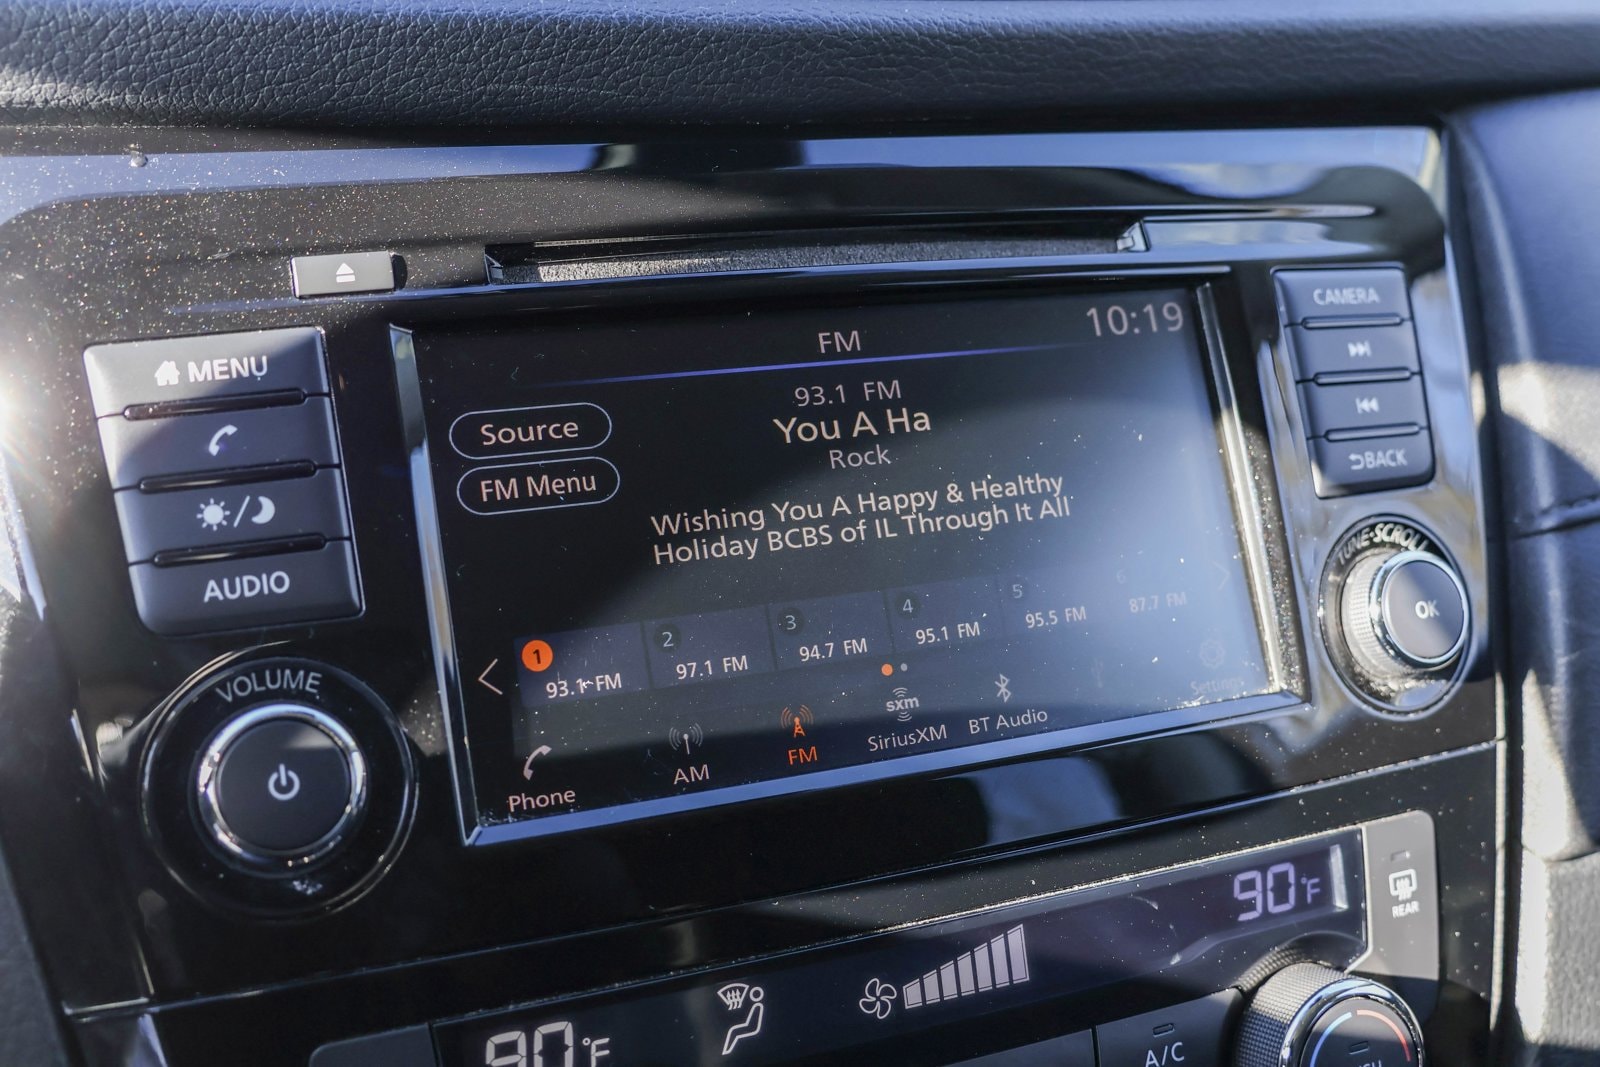 FM
10:19
CAMERA
MENU
93.1 FM
Source
You A Ha
Rock
BACK
FM Menu
Wishing You A Happy & Healthy
Holiday BCBS of IL Through It All
TUNE·SCROLL
OK
AUDIO
1
2
3
4
5
6
93.1 FM
97.1 FM
94.7 FM
95.1 FM
95.5 FM
87.7 FM
VOLUME
sxm
Phone
AM
FM
SiriusXM
BT Audio
Settings
90°F
REAR
90°F
A/C